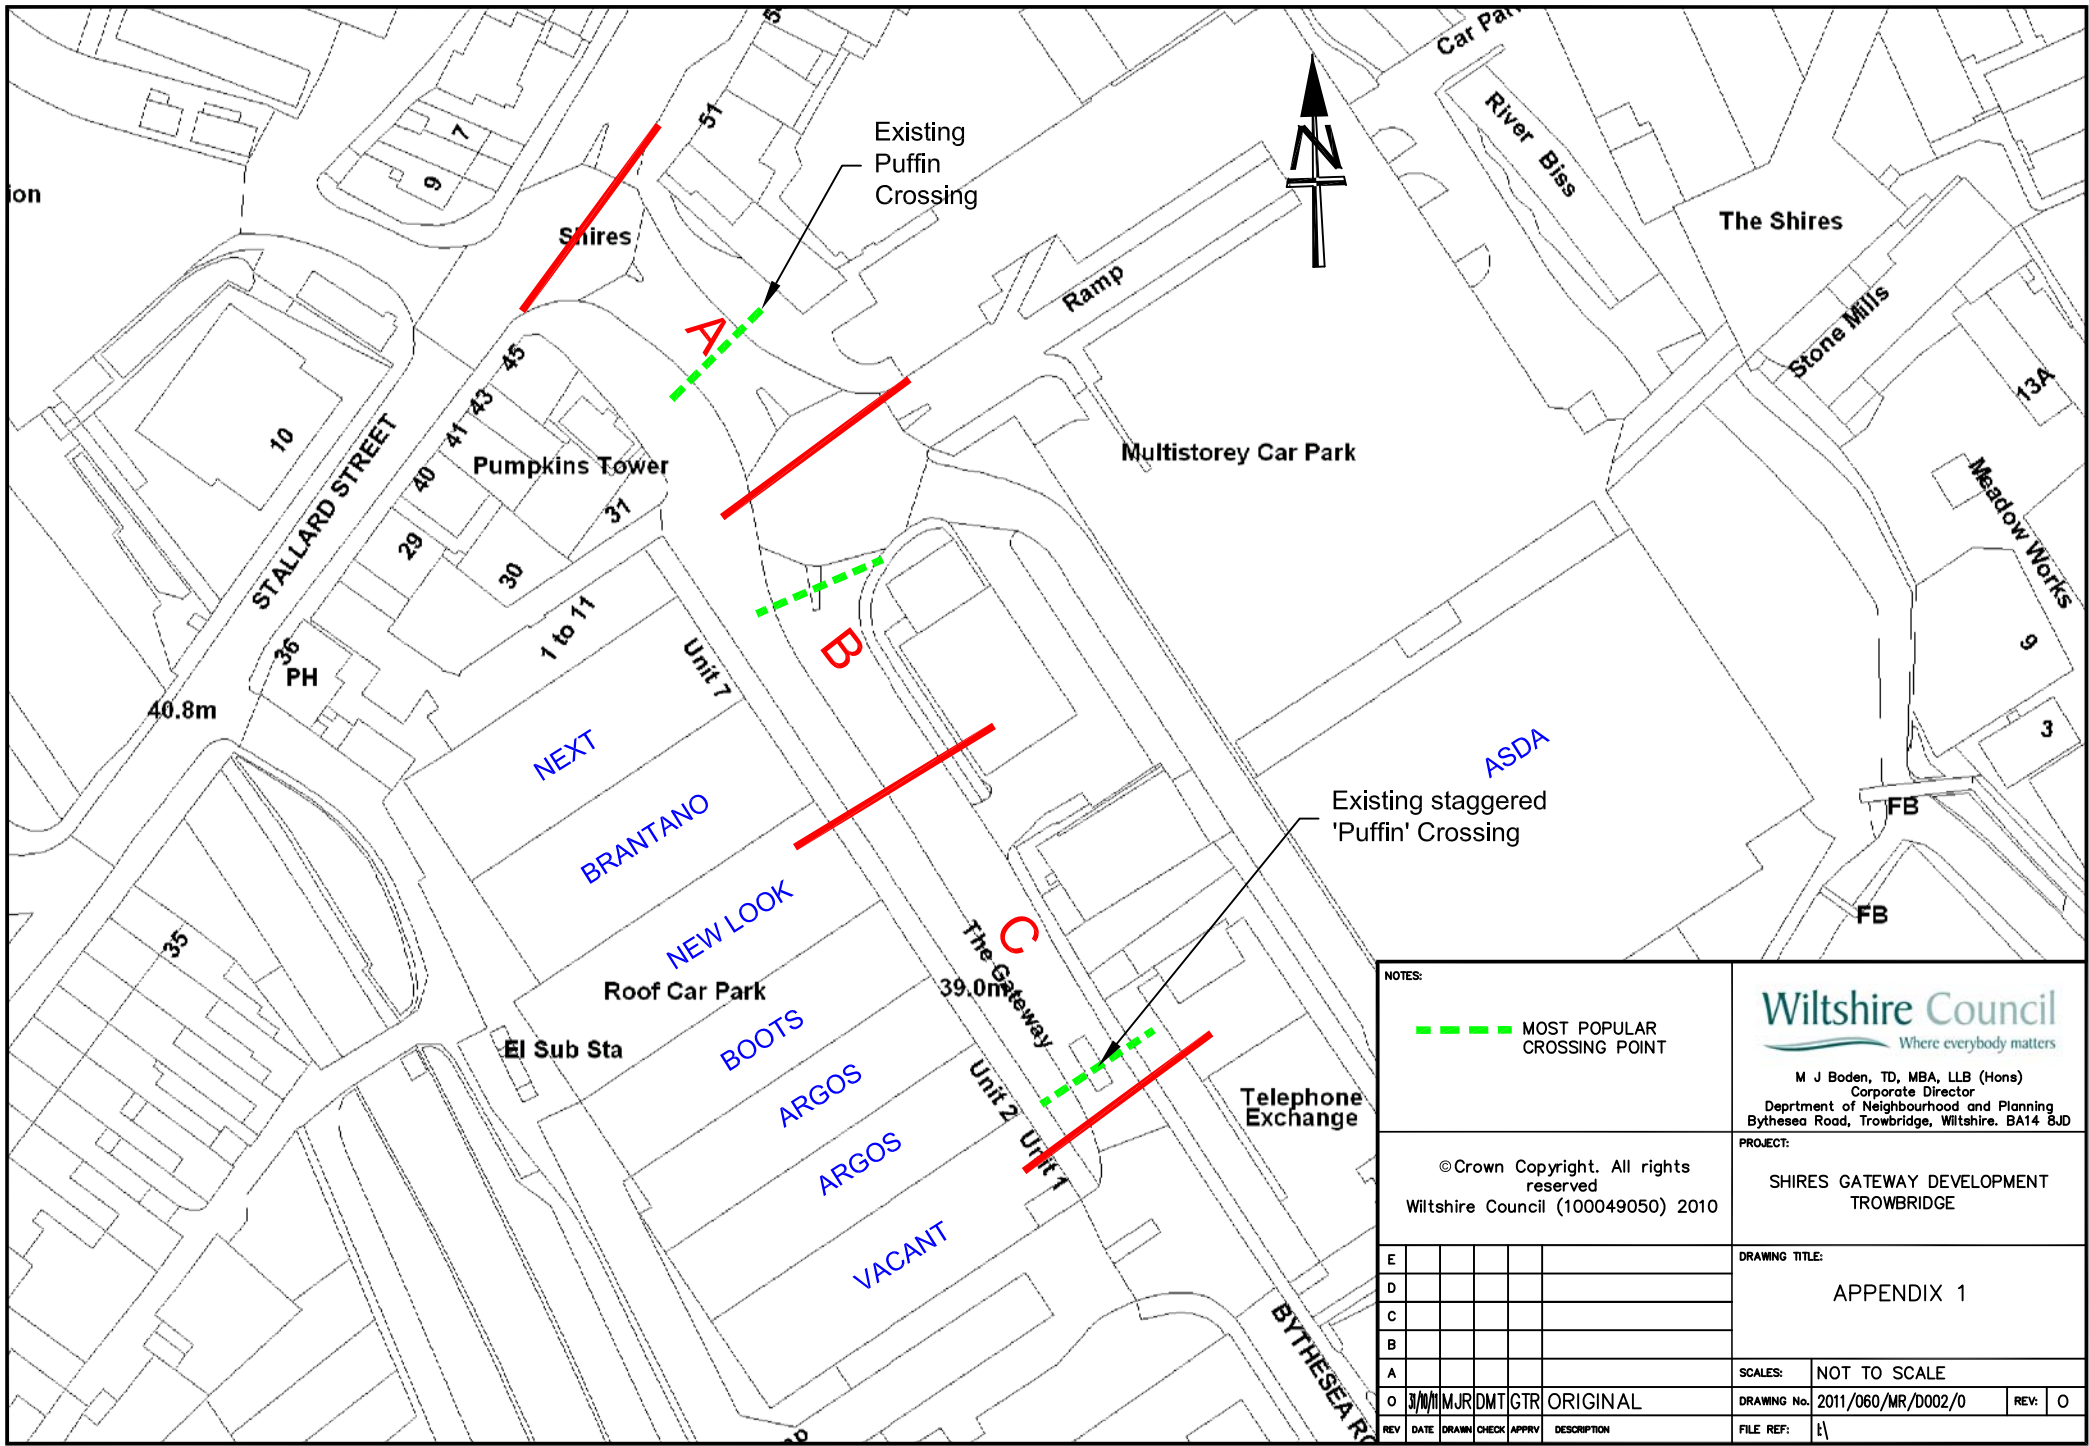 Car Park
River Biss
The Shires
51
7
9
ion
Existing
Puffin
Crossing
Shires
N
A
Ramp
Stone Mills
13A
10
45
43
41
40
STALLARD STREET
Pumpkins Tower
31
29
30
Multistorey Car Park
Meadow Works
1 to 11
36
PH
40.8m
Unit 7
B
9
3
NEXT
BRANTANO
NEW LOOK
ASDA
Existing staggered
'Puffin' Crossing
FB
FB
35
C
The Gateway
39.0m
Roof Car Park
El Sub Sta
BOOTS
ARGOS
ARGOS
VACANT
Unit 2
Unit 1
Telephone
Exchange
BYTHESEA RO
NOTES:
MOST POPULAR
CROSSING POINT
Wiltshire Council
Where everybody matters
M J Boden, TD, MBA, LLB (Hons)
Corporate Director
Deprtment of Neighbourhood and Planning
Bythesea Road, Trowbridge, Wiltshire. BA14 8JD
©Crown Copyright. All rights
reserved
Wiltshire Council (100049050) 2010
PROJECT:
SHIRES GATEWAY DEVELOPMENT
TROWBRIDGE
DRAWING TITLE:
APPENDIX 1
E
D
C
B
A
O 31/10/11 MJR DMT GTR ORIGINAL
REV DATE DRAWN CHECK APPRV DESCRIPTION
SCALES: NOT TO SCALE
DRAWING No. 2011/060/MR/D002/0 REV: O
FILE REF: t\